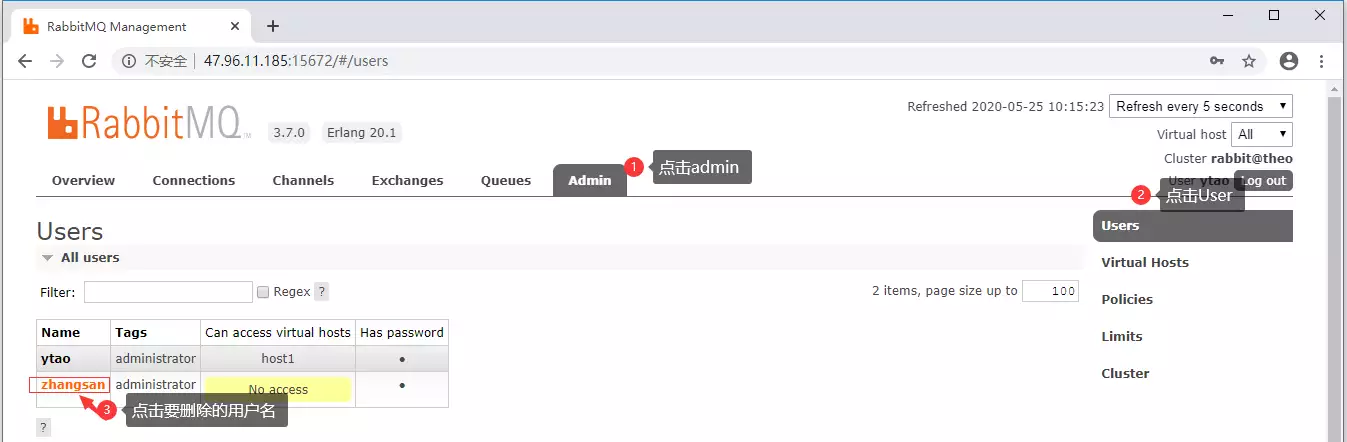 RabbitMQ Management
不安全 47.96.11.185:15672/#/users
Refreshed 2020-05-25 10:15:23 Refresh every 5 seconds
RabbitMQ TM 3.7.0 Erlang 20.1
Virtual host All
Cluster rabbit@theo
User ytao Log out
Overview Connections Channels Exchanges Queues Admin
1 点击admin
2 点击User
Users
All users
Filter: Regex ?
2 items, page size up to 100
Name Tags Can access virtual hosts Has password
ytao administrator host1 •
zhangsan administrator No access •
3 点击要删除的用户名
?
Users
Virtual Hosts
Policies
Limits
Cluster